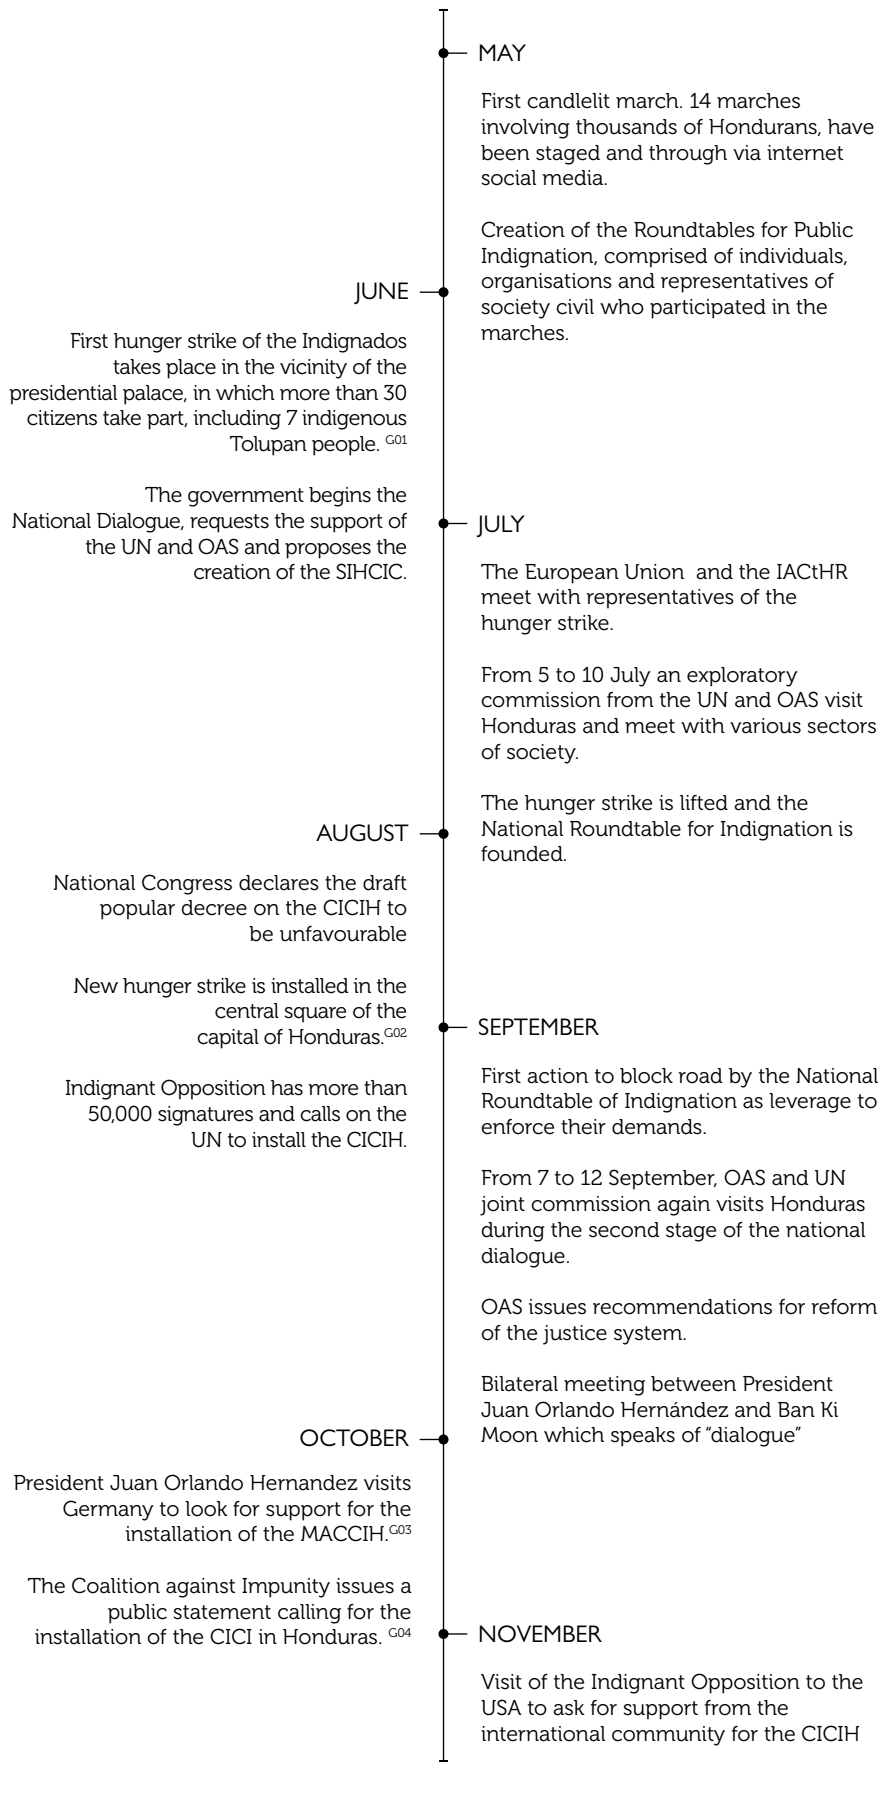 MAY
First candlelit march. 14 marches
involving thousands of Hondurans, have
been staged and through via internet
social media.
Creation of the Roundtables for Public
Indignation, comprised of individuals,
organisations and representatives of
society civil who participated in the
marches.
JUNE
First hunger strike of the Indignados
takes place in the vicinity of the
presidential palace, in which more than 30
citizens take part, including 7 indigenous
Tolupan people. G01
The government begins the
National Dialogue, requests the support of
the UN and OAS and proposes the
creation of the SIHCIC.
JULY
The European Union  and the IACtHR
meet with representatives of the
hunger strike.
From 5 to 10 July an exploratory
commission from the UN and OAS visit
Honduras and meet with various sectors
of society.
The hunger strike is lifted and the
National Roundtable for Indignation is
founded.
AUGUST
National Congress declares the draft
popular decree on the CICIH to
be unfavourable
New hunger strike is installed in the
central square of the
capital of Honduras.G02
Indignant Opposition has more than
50,000 signatures and calls on the
UN to install the CICIH.
SEPTEMBER
First action to block road by the National
Roundtable of Indignation as leverage to
enforce their demands.
From 7 to 12 September, OAS and UN
joint commission again visits Honduras
during the second stage of the national
dialogue.
OAS issues recommendations for reform
of the justice system.
Bilateral meeting between President
Juan Orlando Hernández and Ban Ki
Moon which speaks of “dialogue”
OCTOBER
President Juan Orlando Hernandez visits
Germany to look for support for the
installation of the MACCIH.G03
The Coalition against Impunity issues a
public statement calling for the
installation of the CICI in Honduras. G04
NOVEMBER
Visit of the Indignant Opposition to the
USA to ask for support from the
international community for the CICIH